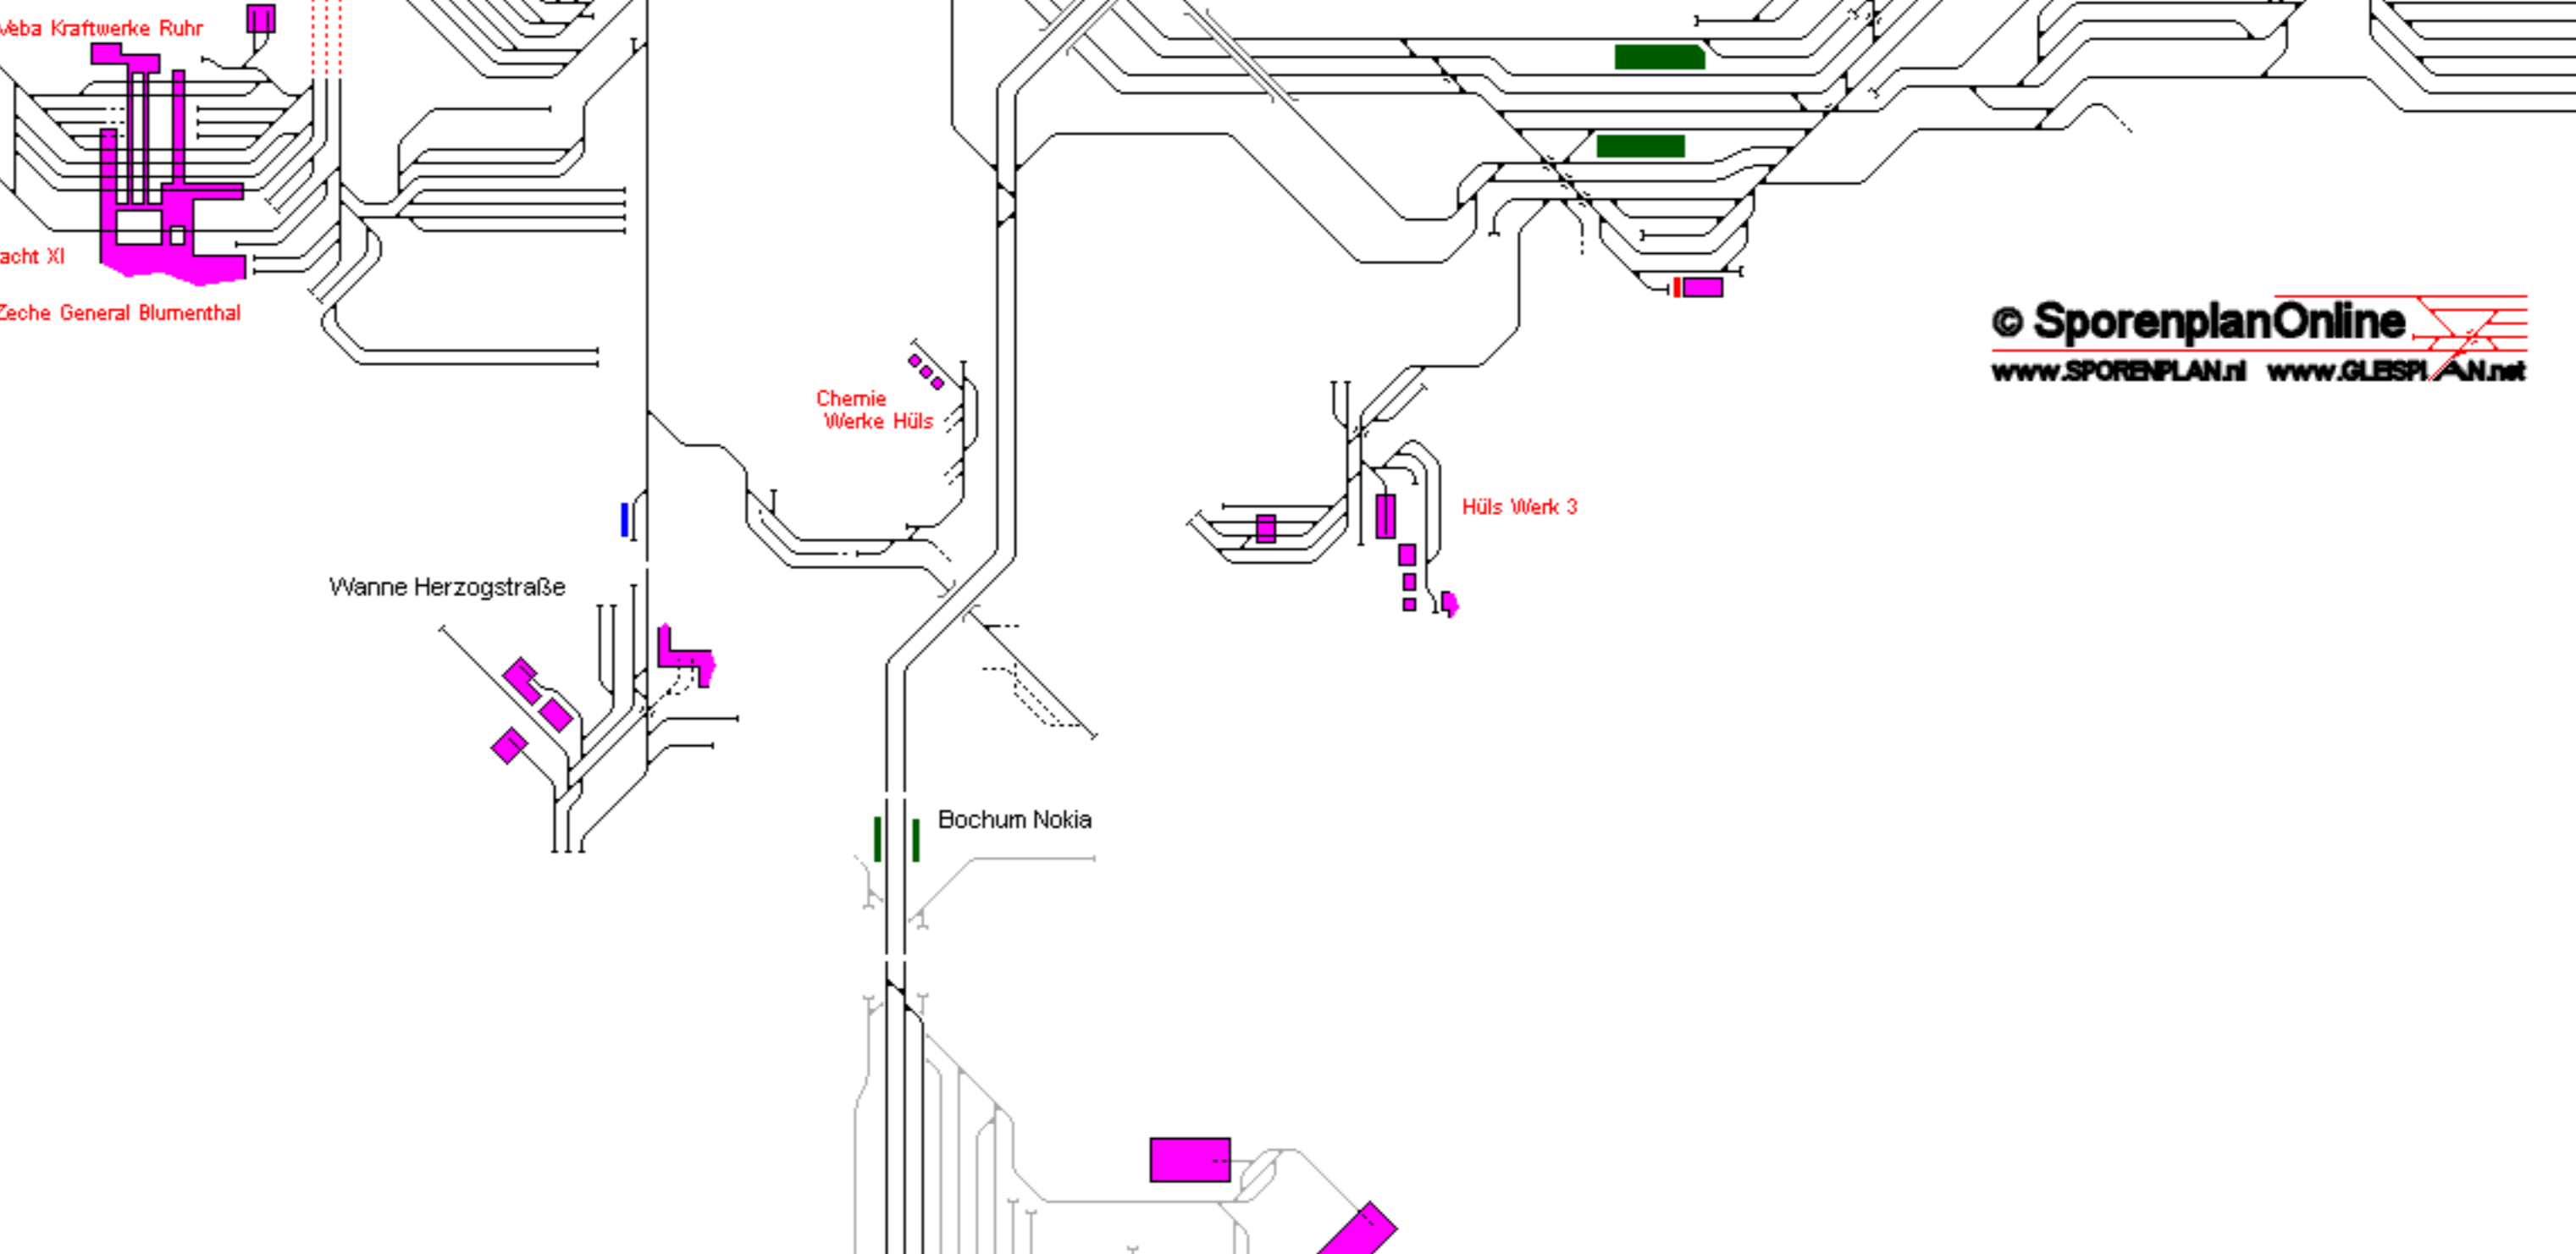 Veba Kraftwerke Ruhr
acht XI
Zeche General Blumenthal
© SporenplanOnline
www.SPORENPLAN.nl www.GLEISPLAN.net
Chemie
Werke Hüls
Hüls Werk 3
Wanne Herzogstraße
Bochum Nokia